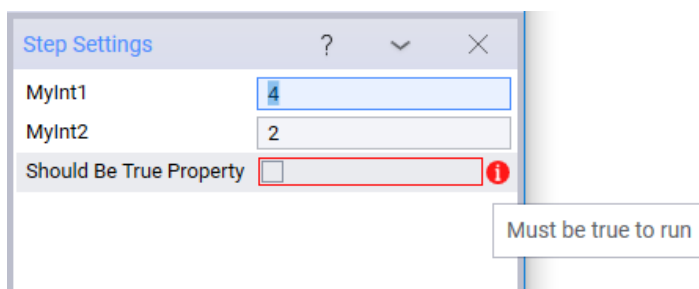 Step Settings ?
MyInt1 4
MyInt2 2
Should Be True Property
Must be true to run